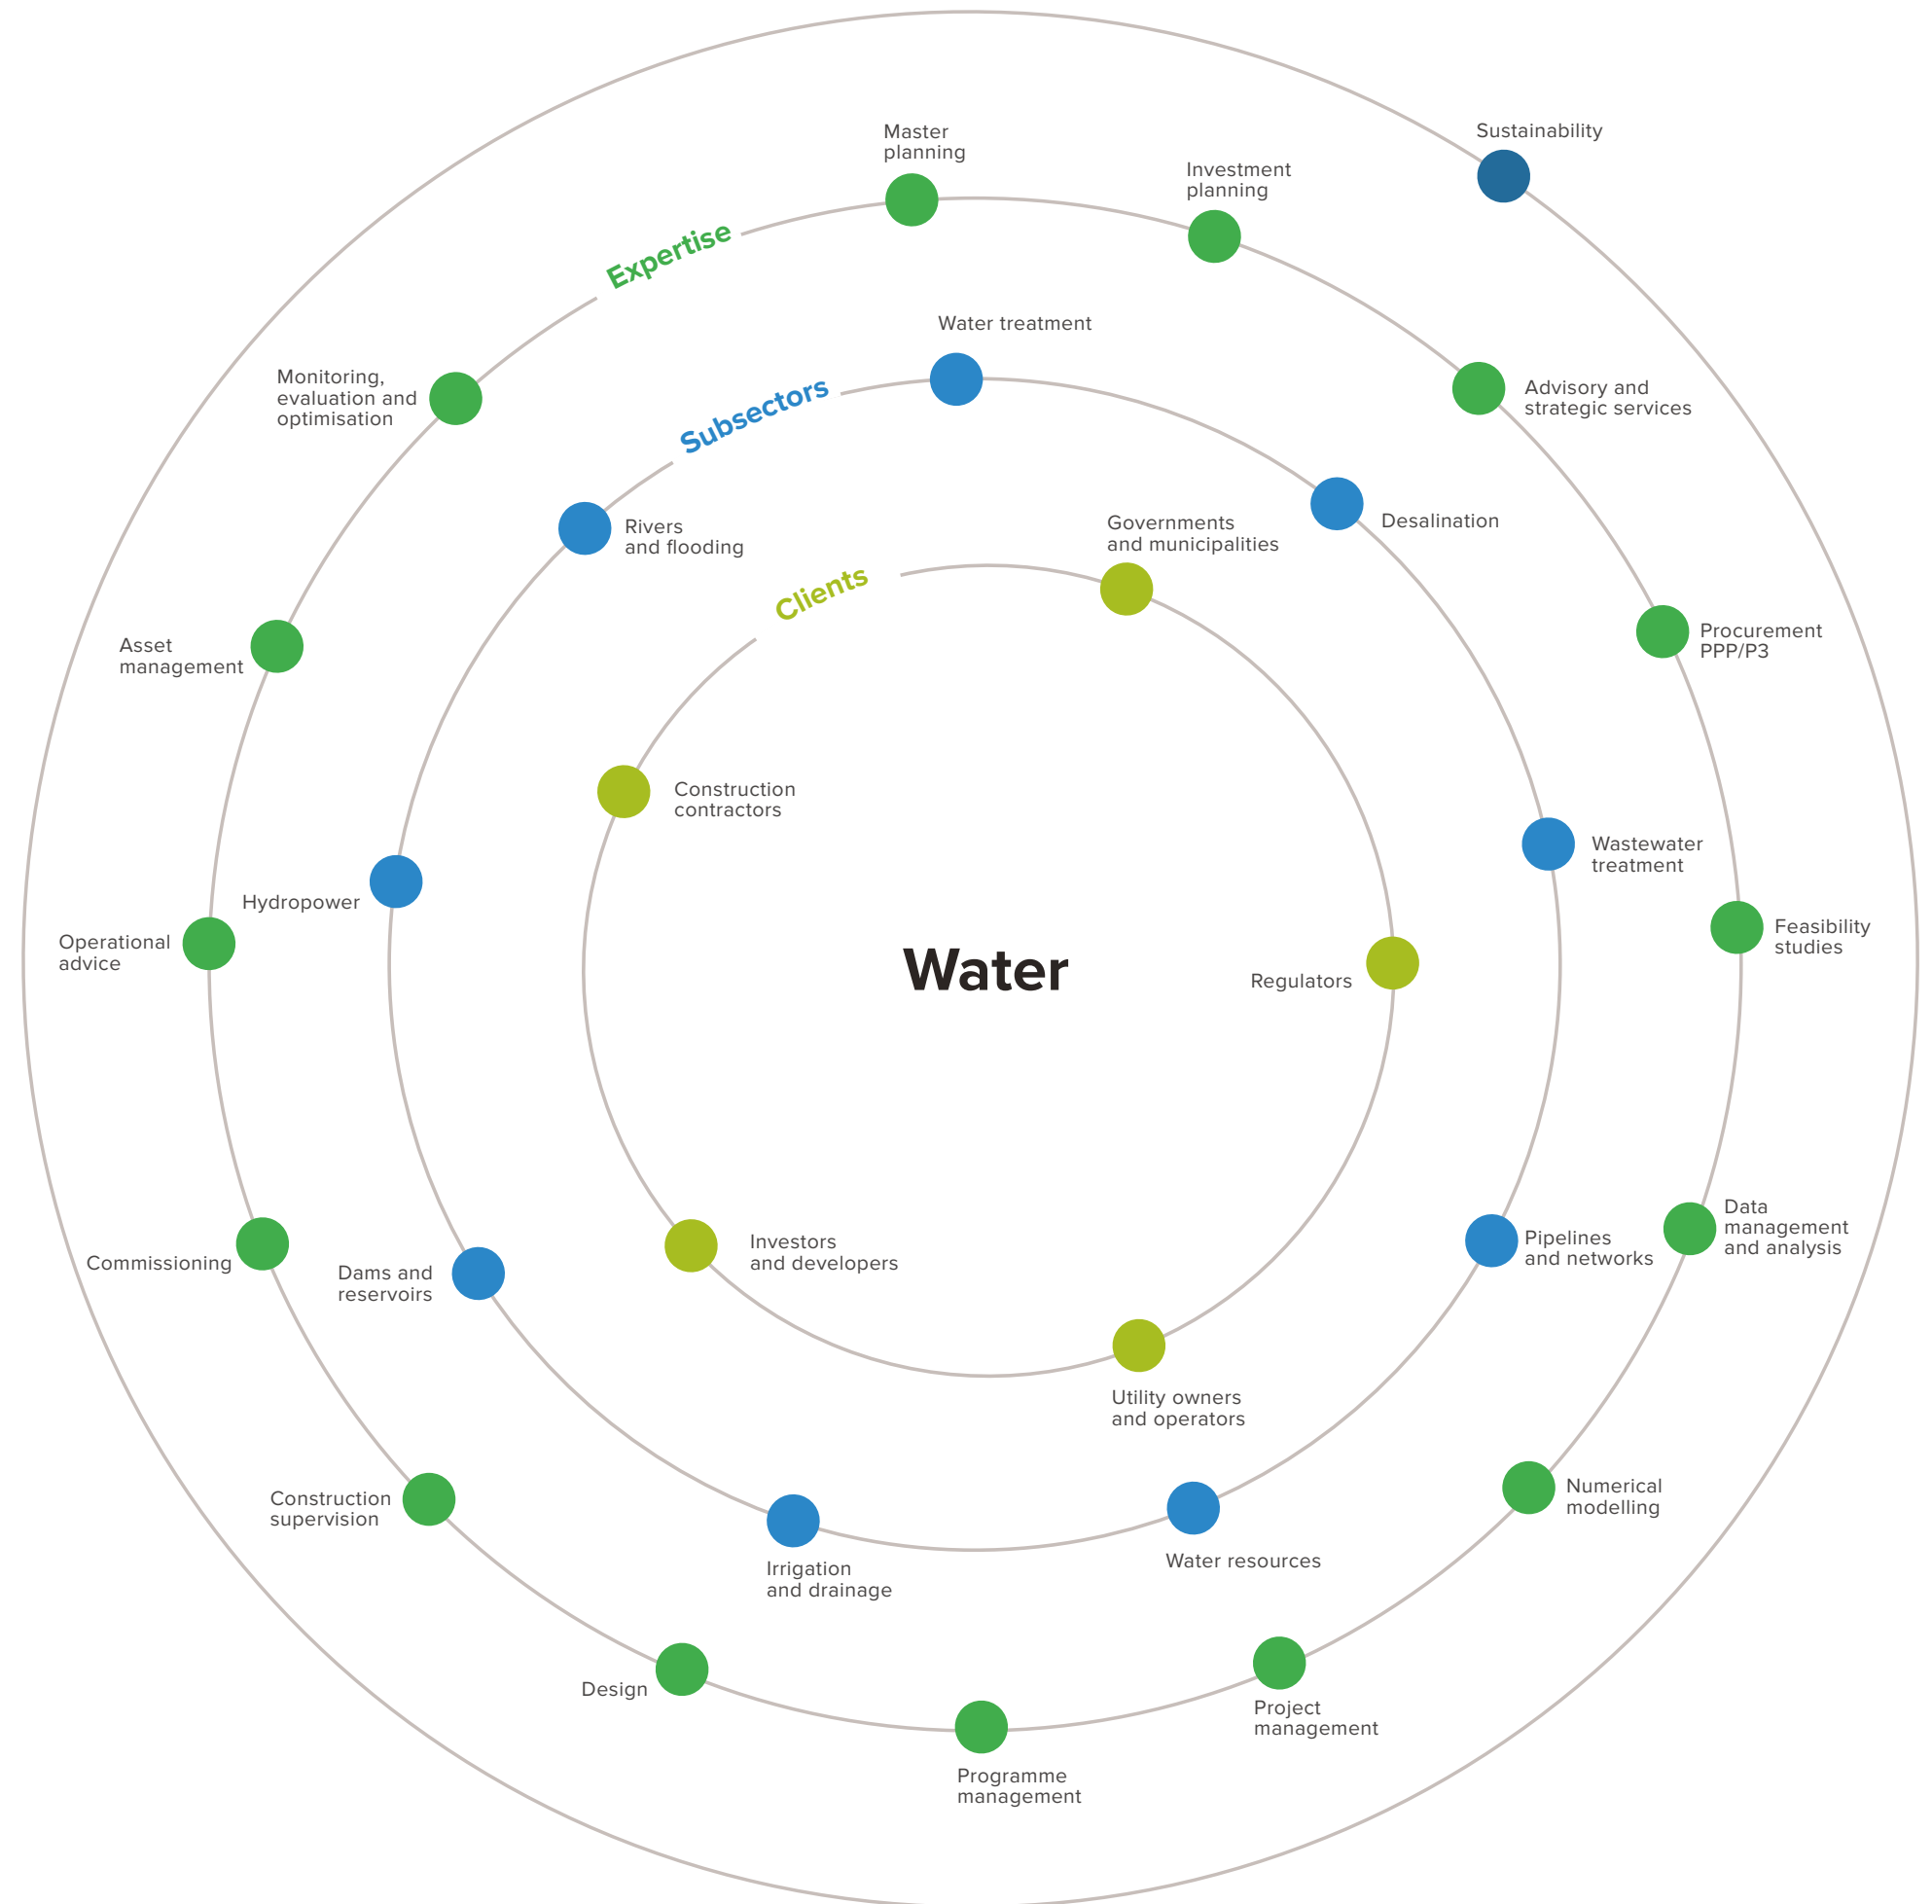 Sustainability
Expertise
Master
planning
Investment
planning
Advisory and
strategic services
Procurement
PPP/P3
Feasibility
studies
Data
management
and analysis
Numerical
modelling
Project
management
Programme
management
Design
Construction
supervision
Commissioning
Operational
advice
Asset
management
Monitoring,
evaluation and
optimisation
Subsectors
Water treatment
Desalination
Wastewater
treatment
Pipelines
and networks
Water resources
Irrigation
and drainage
Dams and
reservoirs
Hydropower
Rivers
and flooding
Clients
Governments
and municipalities
Regulators
Utility owners
and operators
Investors
and developers
Construction
contractors
Water